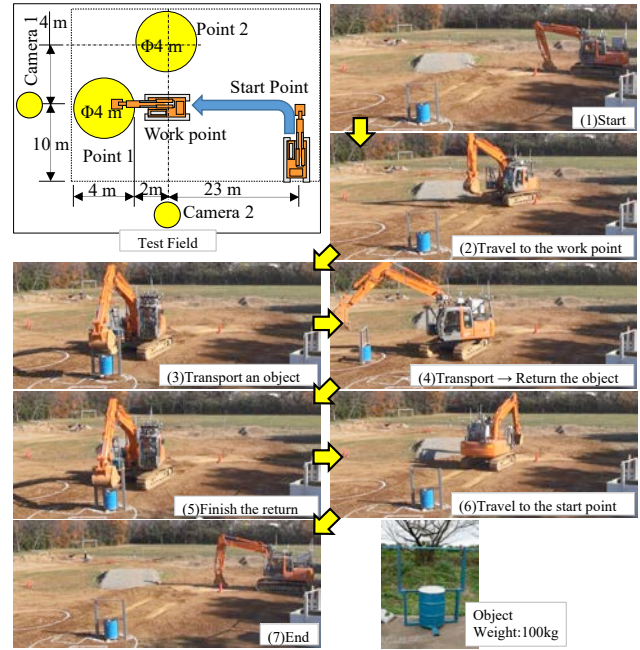 4 m
Camera 1
Φ4 m
Point 2
Start Point
Φ4 m
Work point
10 m
Point 1
4 m
2m
23 m
Camera 2
Test Field
(1)Start
(2)Travel to the work point
(3)Transport an object
(4)Transport → Return the object
(5)Finish the return
(6)Travel to the start point
(7)End
Object
Weight:100kg